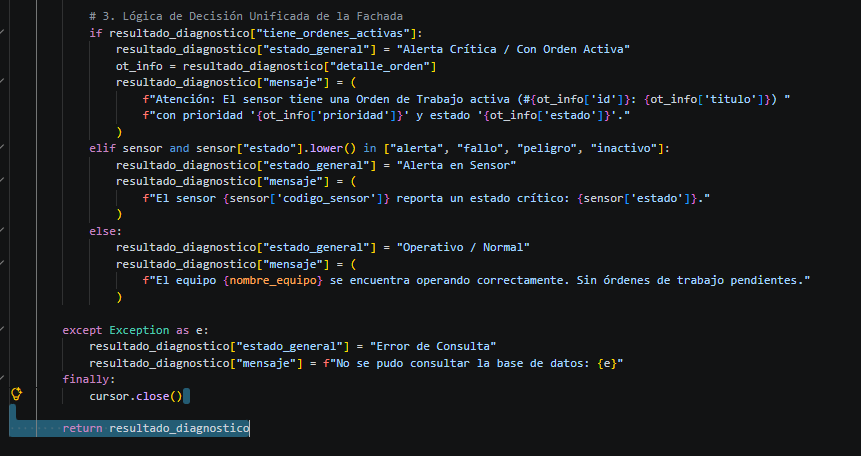 # 3. Lógica de Decisión Unificada de la Fachada
if resultado_diagnostico["tiene_ordenes_activas"]:
resultado_diagnostico["estado_general"] = "Alerta Crítica / Con Orden Activa"
ot_info = resultado_diagnostico["detalle_orden"]
resultado_diagnostico["mensaje"] = (
f"Atención: El sensor tiene una Orden de Trabajo activa (#{ot_info['id']}: {ot_info['titulo']}) "
f"con prioridad '{ot_info['prioridad']}' y estado '{ot_info['estado']}'."
)
elif sensor and sensor["estado"].lower() in ["alerta", "fallo", "peligro", "inactivo"]:
resultado_diagnostico["estado_general"] = "Alerta en Sensor"
resultado_diagnostico["mensaje"] = (
f"El sensor {sensor['codigo_sensor']} reporta un estado crítico: {sensor['estado']}."
)
else:
resultado_diagnostico["estado_general"] = "Operativo / Normal"
resultado_diagnostico["mensaje"] = (
f"El equipo {nombre_equipo} se encuentra operando correctamente. Sin órdenes de trabajo pendientes."
)
except Exception as e:
resultado_diagnostico["estado_general"] = "Error de Consulta"
resultado_diagnostico["mensaje"] = f"No se pudo consultar la base de datos: {e}"
finally:
cursor.close()
return resultado_diagnostico